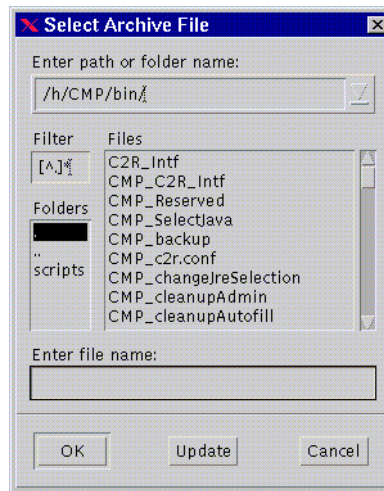 Select Archive File
Enter path or folder name:
/h/CMP/bin/
Filter
Files
[^.]*
C2R_Intf
CMP_C2R_Intf
CMP_Reserved
CMP_SelectJava
CMP_backup
CMP_c2r.conf
CMP_changeJreSelection
CMP_cleanupAdmin
CMP_cleanupAutofill
Folders
.
..
scripts
Enter file name:
OK
Update
Cancel